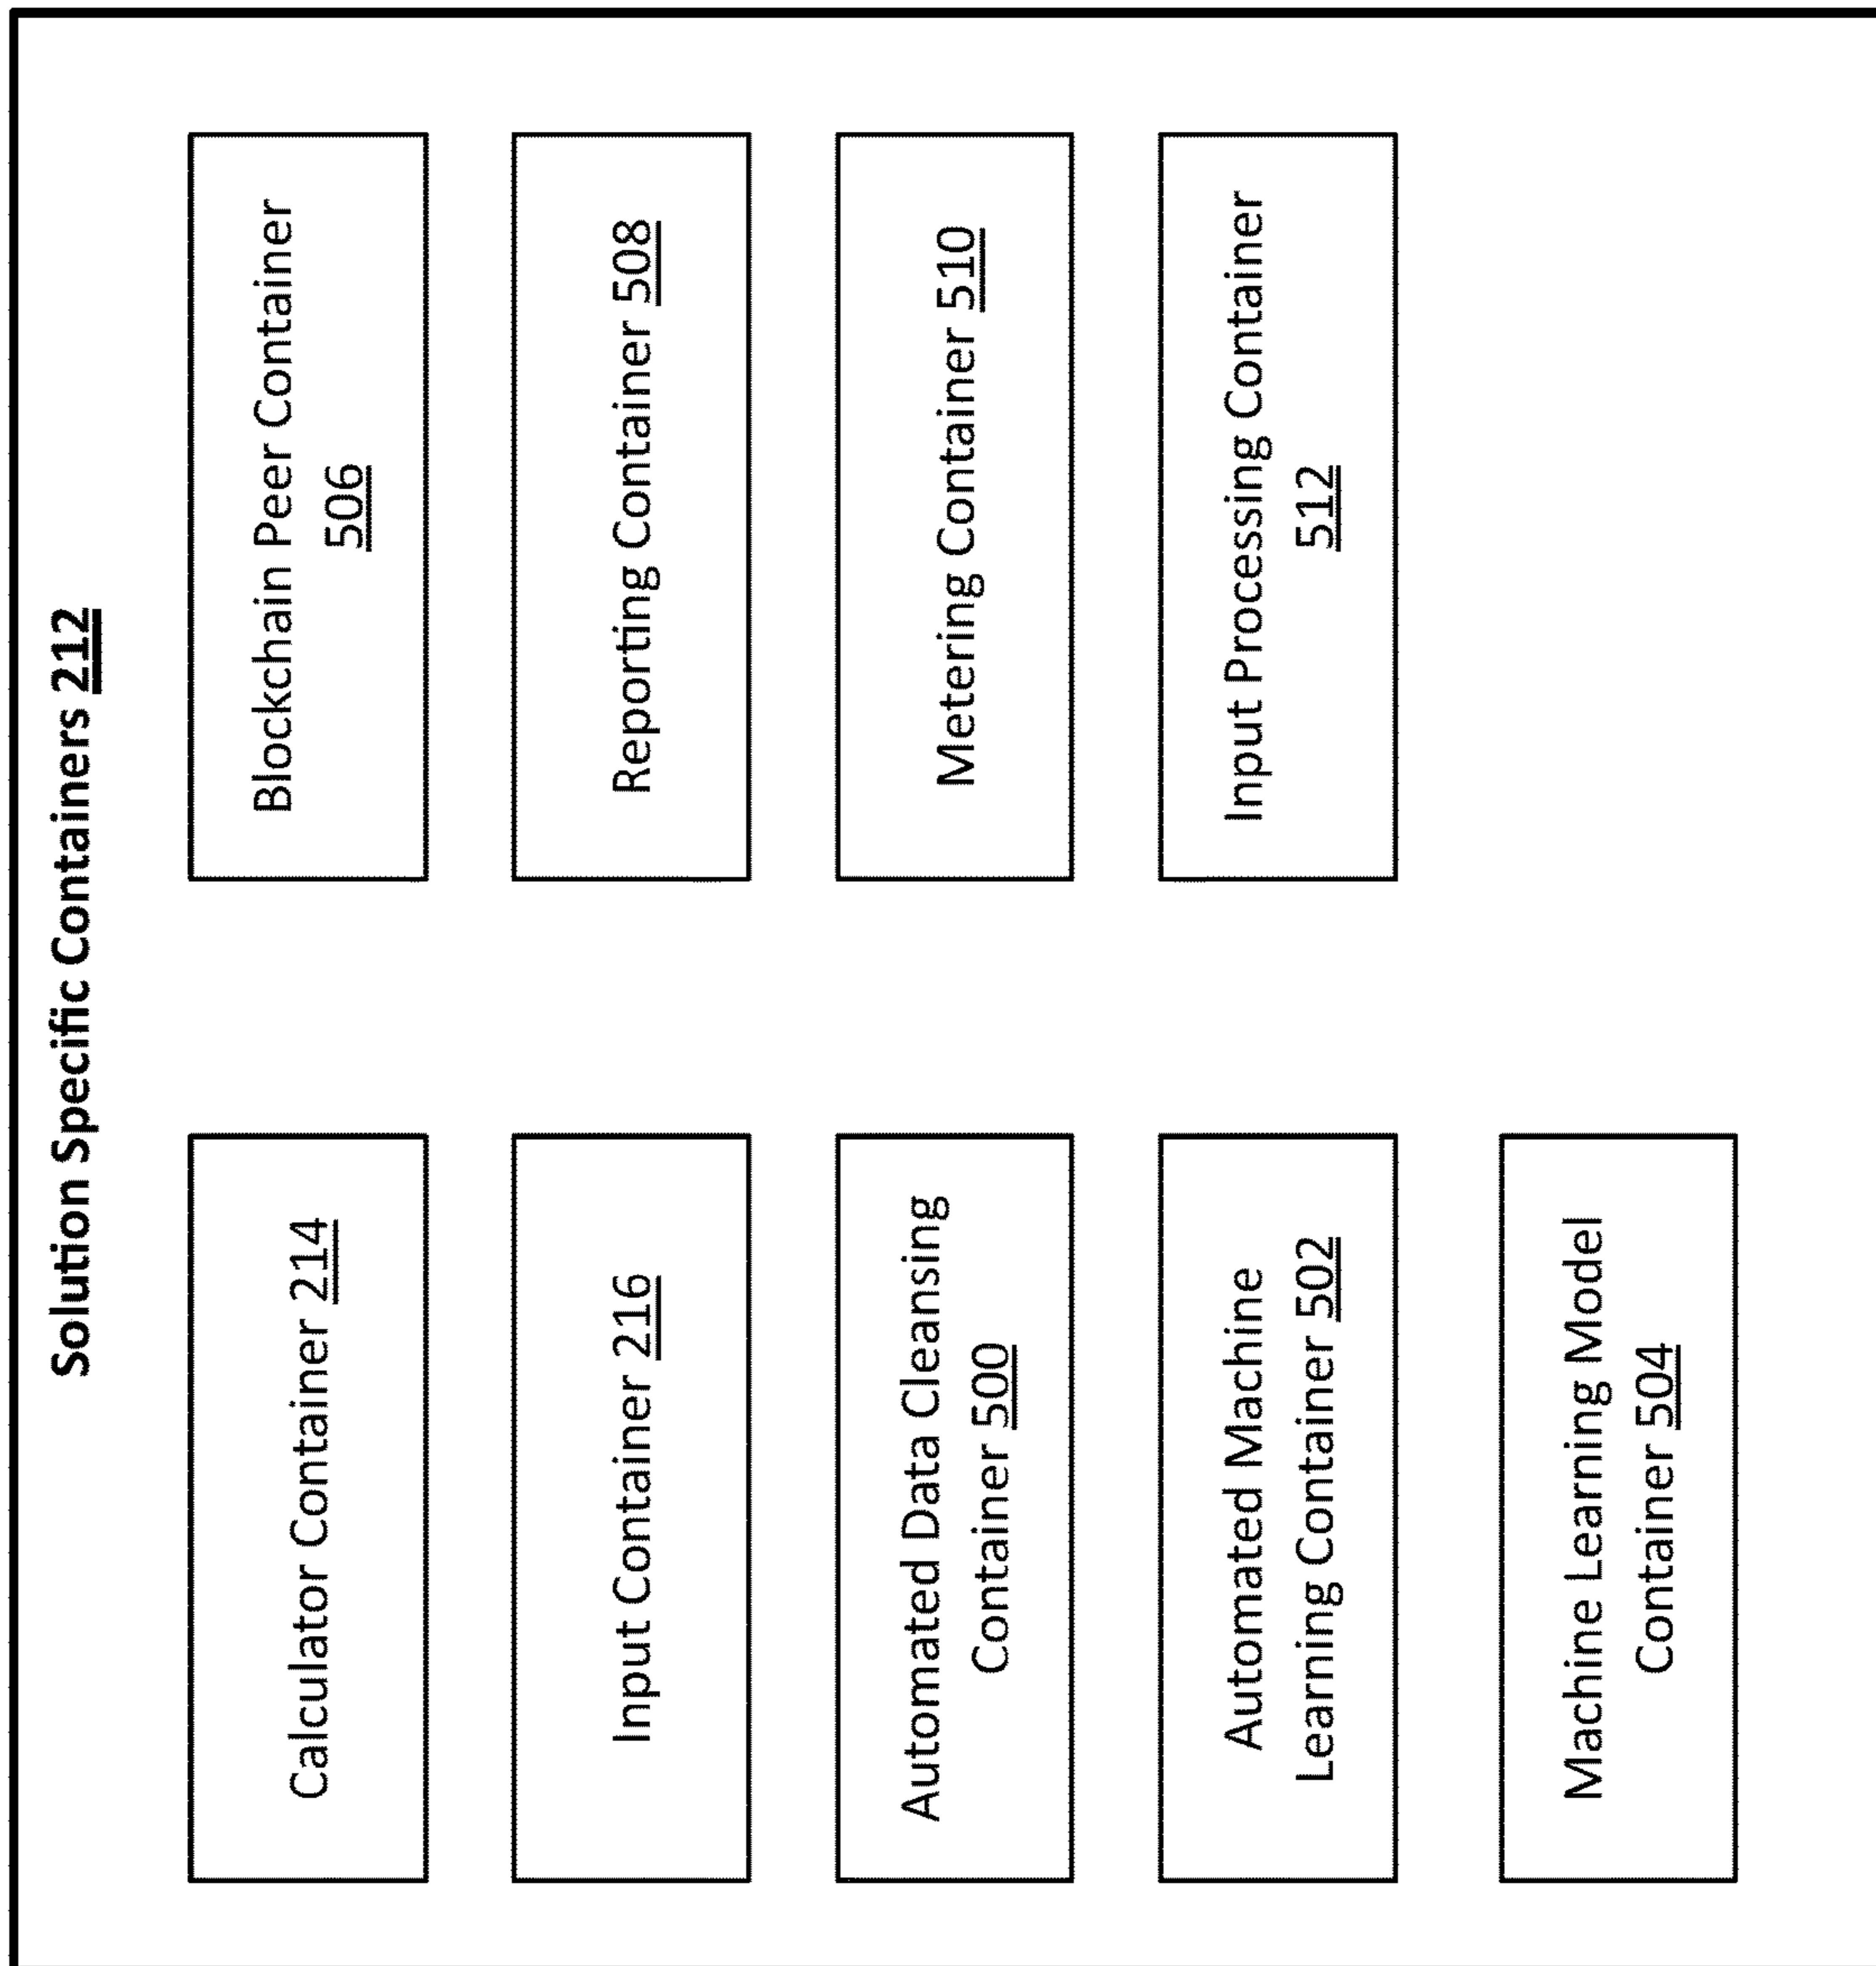 Solution Specific Containers 212
Calculator Container 214
Input Container 216
Automated Data Cleansing
Container 500
Automated Machine
Learning Container 502
Machine Learning Model
Container 504
Blockchain Peer Container
506
Reporting Container 508
Metering Container 510
Input Processing Container
512